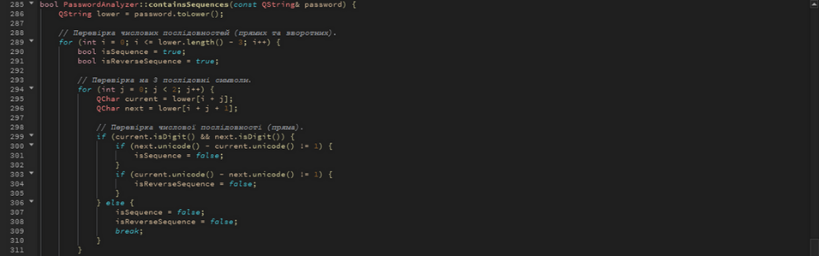 285 bool PasswordAnalyzer::containsSequences(const QString& password) {
286 QString lower = password.toLower();
287
288 // Перевірка числових послідовностей (прямих та зворотних).
289 for (int i = 0; i <= lower.length() - 3; i++) {
290 bool isSequence = true;
291 bool isReverseSequence = true;
292
293 // Перевірка на 3 послідовні символи.
294 for (int j = 0; j < 2; j++) {
295 QChar current = lower[i + j];
296 QChar next = lower[i + j + 1];
297
298 // Перевірка числової послідовності (пряма).
299 if (current.isDigit() && next.isDigit()) {
300 if (next.unicode() - current.unicode() != 1) {
301 isSequence = false;
302 }
303 if (current.unicode() - next.unicode() != 1) {
304 isReverseSequence = false;
305 }
306 } else {
307 isSequence = false;
308 isReverseSequence = false;
309 break;
310 }
311 }